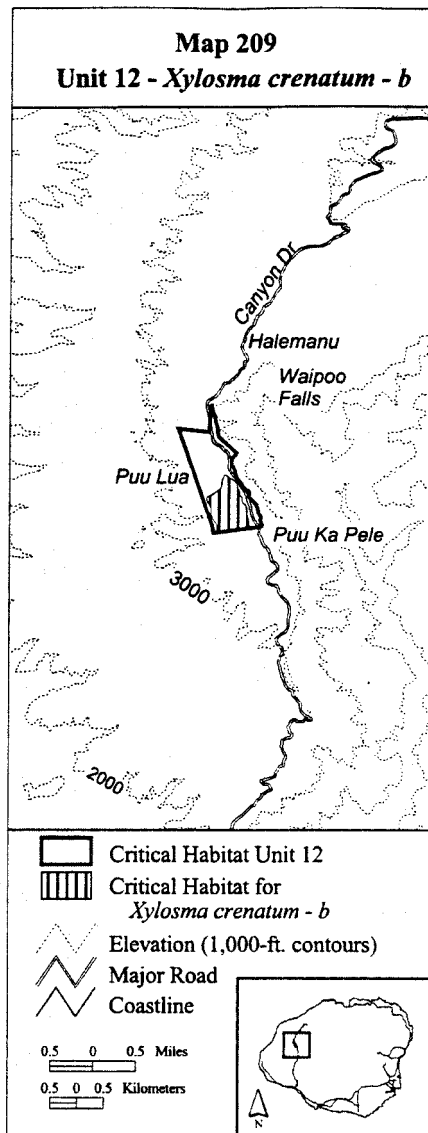 Map 209
Unit 12 - Xylosma crenatum - b
Canyon Dr
Halemanu
Waipoo
Falls
Puu Lua
Puu Ka Pele
3000
2000
Critical Habitat Unit 12
Critical Habitat for
Xylosma crenatum - b
Elevation (1,000-ft. contours)
Major Road
Coastline
0.5 0 0.5 Miles
0.5 0 0.5 Kilometers
N